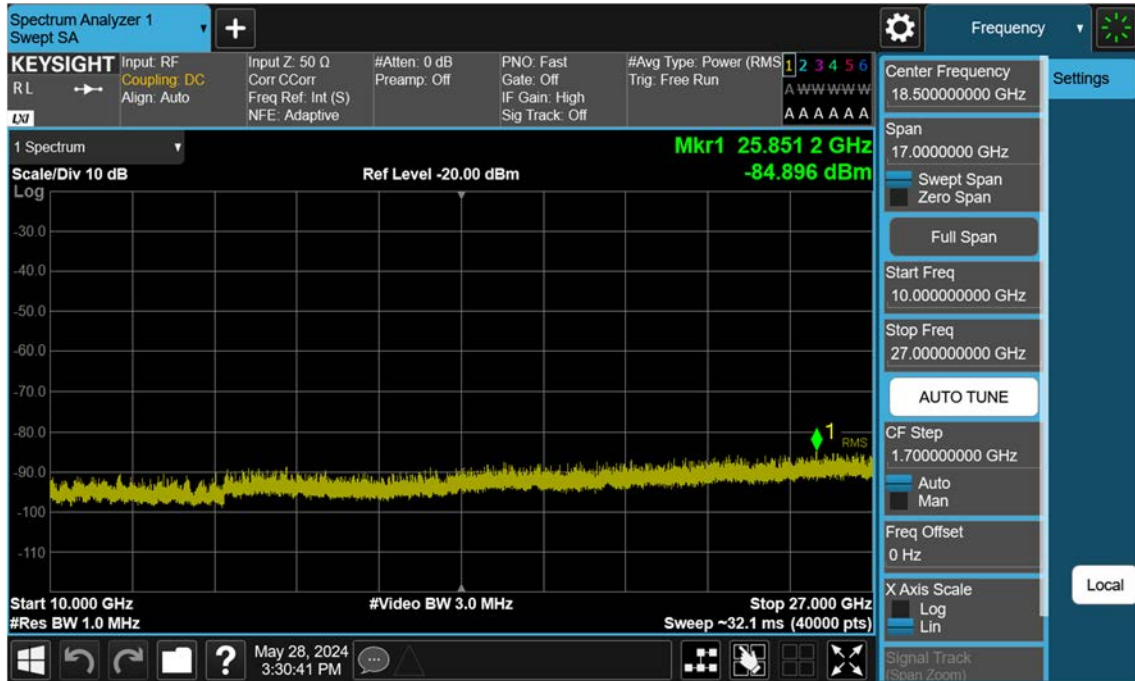 Spectrum Analyzer 1
Swept SA
Frequency
KEYSIGHT
R L
LXI
Input: RF
Coupling: DC
Align: Auto
Input Z: 50 Ω
Corr CCorr
Freq Ref: Int (S)
NFE: Adaptive
#Atten: 0 dB
Preamp: Off
PNO: Fast
Gate: Off
IF Gain: High
Sig Track: Off
#Avg Type: Power (RMS
Trig: Free Run
1 2 3 4 5 6
A W W W W W
A A A A A A
1 Spectrum
Scale/Div 10 dB
Ref Level -20.00 dBm
Mkr1 25.851 2 GHz
-84.896 dBm
Log
-30.0
-40.0
-50.0
-60.0
-70.0
-80.0
-90.0
-100
-110
1
RMS
Start 10.000 GHz
#Video BW 3.0 MHz
Stop 27.000 GHz
#Res BW 1.0 MHz
Sweep ~32.1 ms (40000 pts)
?
May 28, 2024
3:30:41 PM
Center Frequency
18.500000000 GHz
Span
17.0000000 GHz
Swept Span
Zero Span
Full Span
Start Freq
10.000000000 GHz
Stop Freq
27.000000000 GHz
AUTO TUNE
CF Step
1.700000000 GHz
Auto
Man
Freq Offset
0 Hz
X Axis Scale
Log
Lin
Signal Track
(Span Zoom)
Settings
Local